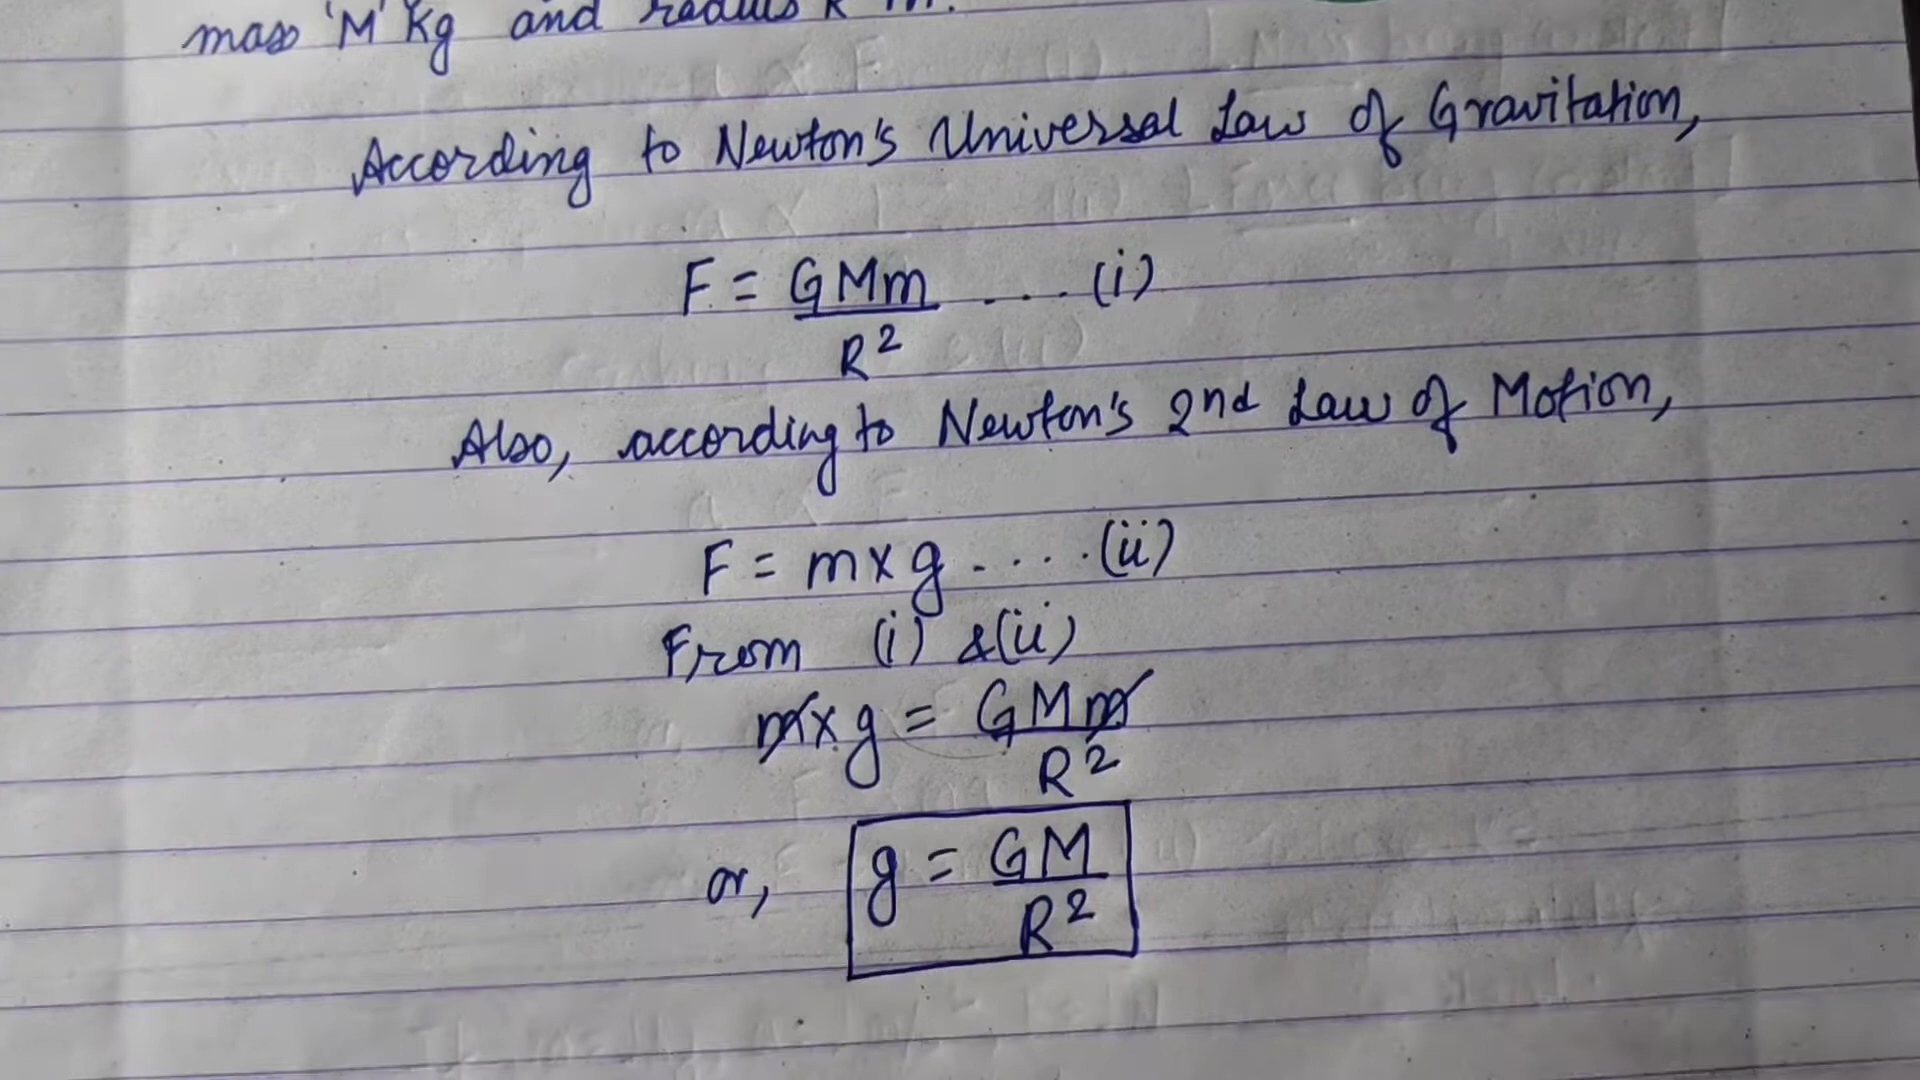 mass 'M' Kg and radius R m.
According to Newton's Universal Law of Gravitation,
F = GMm/R² .... (i)
Also, according to Newton's 2nd Law of Motion,
F = m x g ..... (ii)
From (i) & (ii)
m x g = GMm/R²
or, g = GM/R²